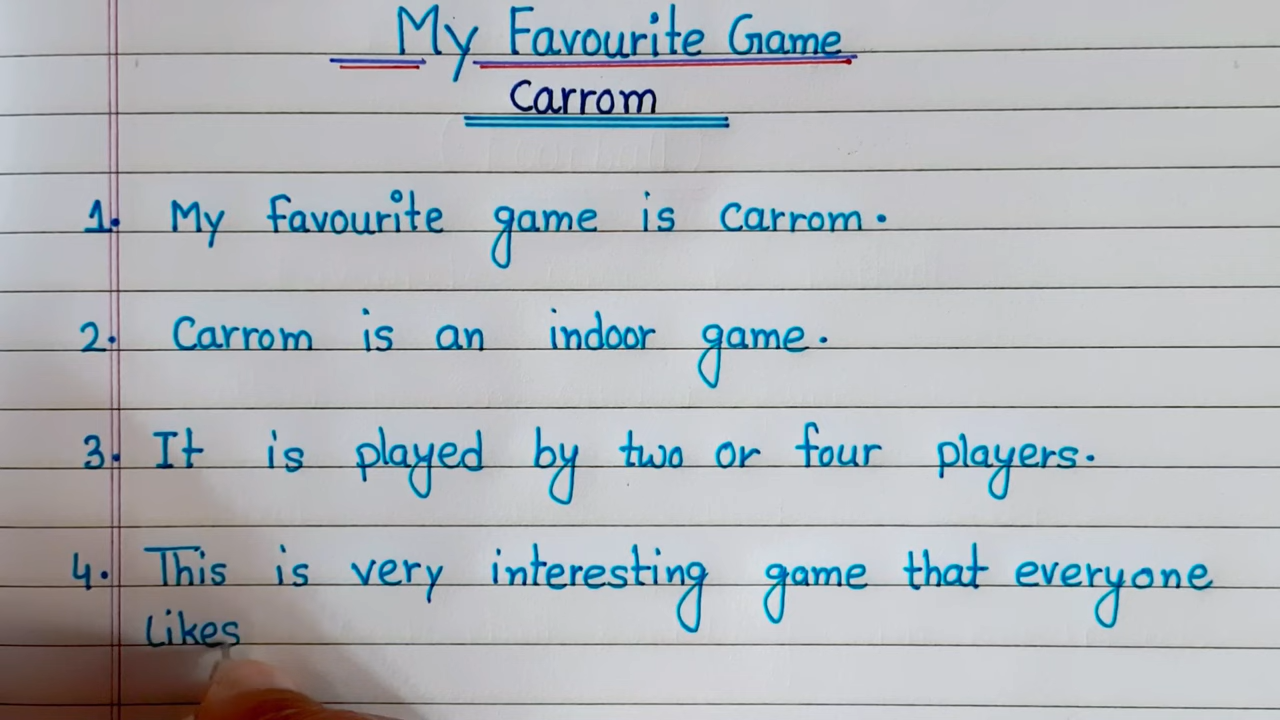 My Favourite Game
Carrom
1. My favourite game is carrom.
2. Carrom is an indoor game.
3. It is played by two or four players.
4. This is very interesting game that everyone
likes